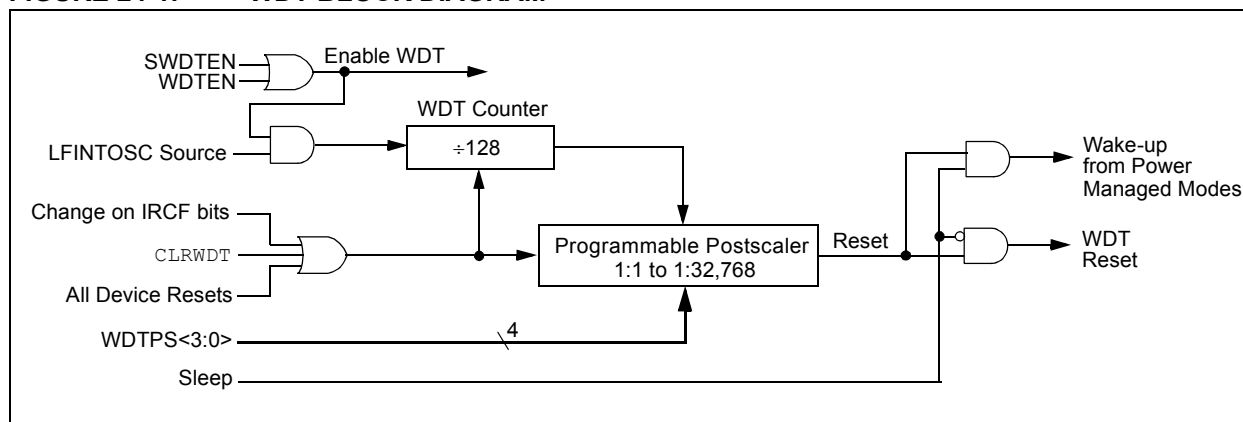 SWDTEN
WDTEN
Enable WDT
WDT Counter
LFINTOSC Source
÷128
Wake-up
from Power
Managed Modes
Change on IRCF bits
CLRWDT
All Device Resets
Programmable Postscaler
1:1 to 1:32,768
Reset
WDT
Reset
WDTPS<3:0>
4
Sleep